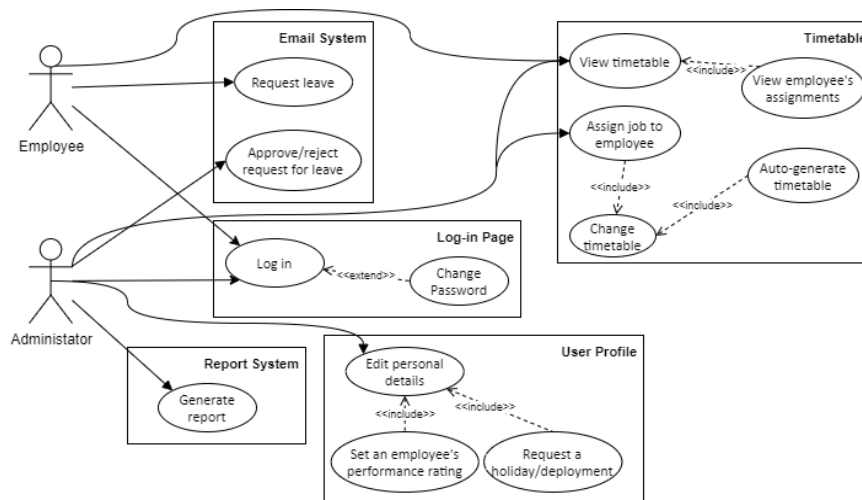 Email System
Timetable
Request leave
View timetable
<<include>>
View employee's
assignments
Employee
Approve/reject
request for leave
Assign job to
employee
Auto-generate
timetable
<<include>>
<<include>>
Change
timetable
Log-in Page
Log in
<<extend>>
Change
Password
Administator
Report System
User Profile
Generate
report
Edit personal
details
<<include>>
<<include>>
Set an employee's
performance rating
Request a
holiday/deployment